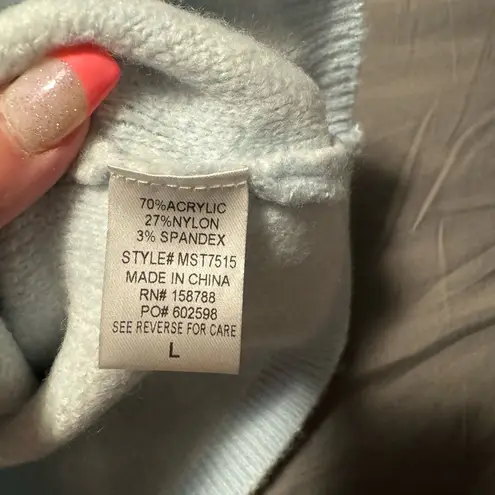 70%ACRYLIC
27%NYLON
3% SPANDEX
STYLE# MST7515
MADE IN CHINA
RN# 158788
PO# 602598
SEE REVERSE FOR CARE
L